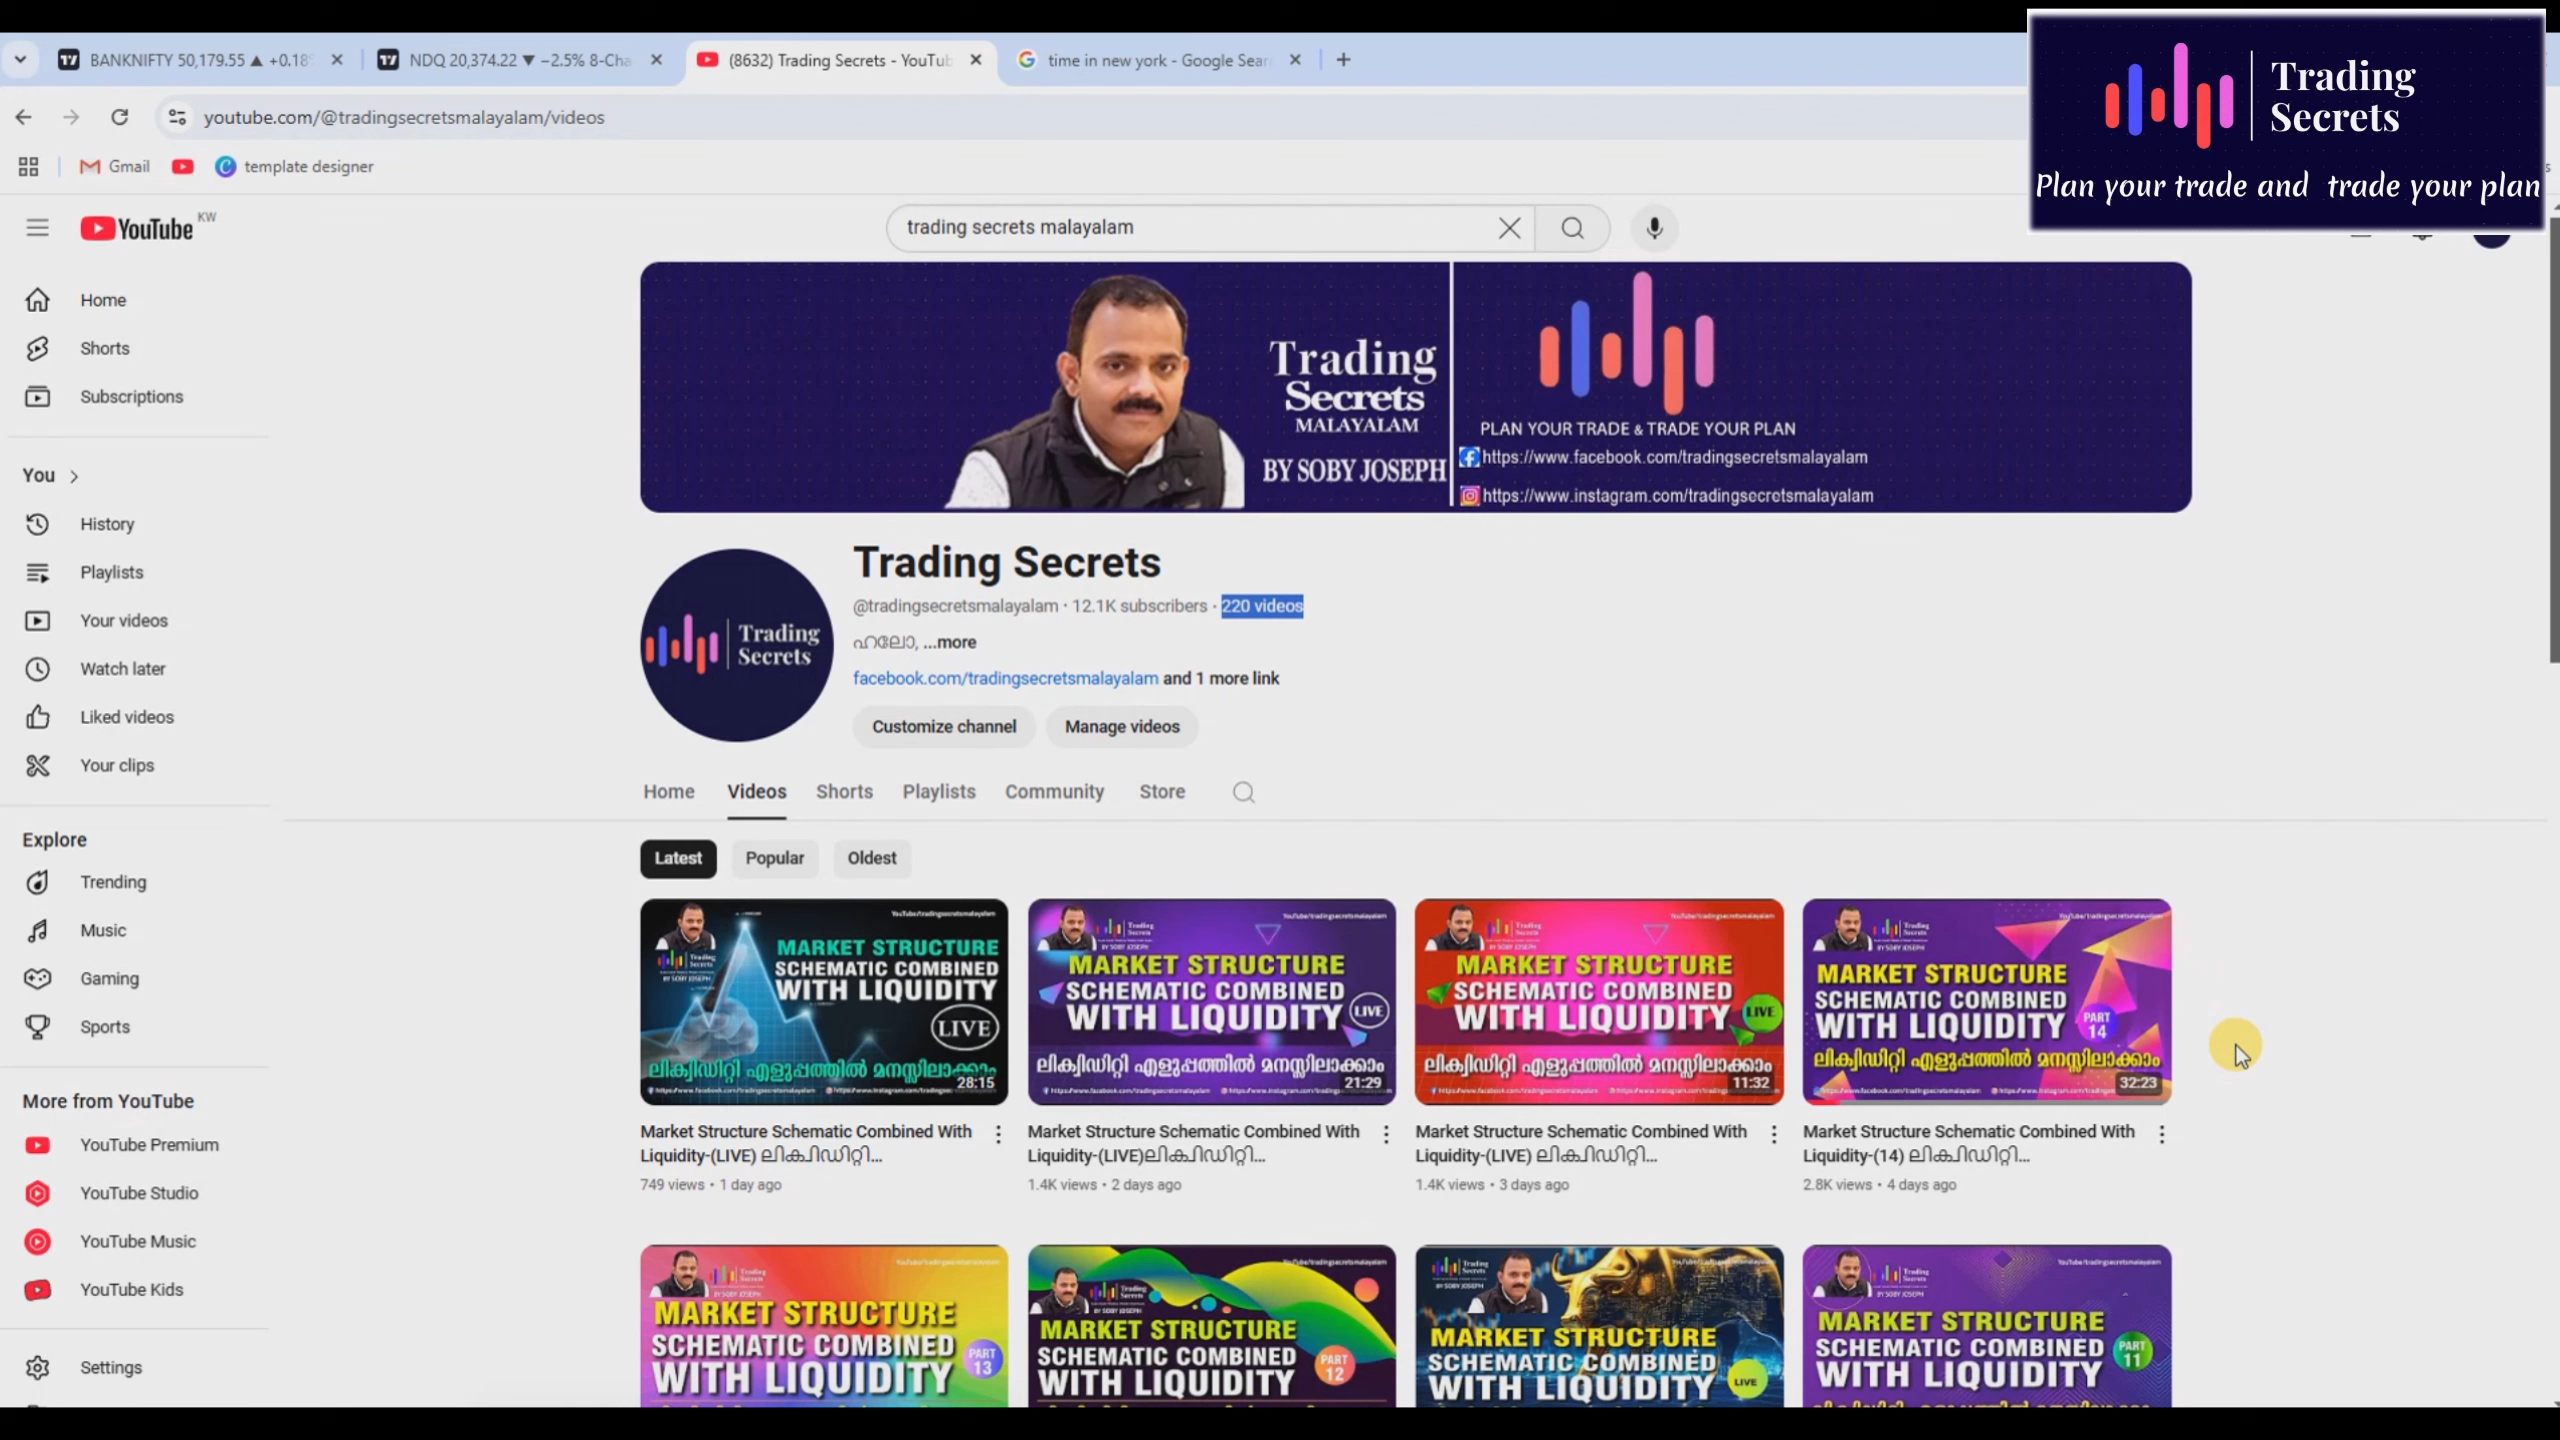 BANKNIFTY 50,179.55 ▲ +0.18%
NDQ 20,374.22 ▼ −2.5% 8-Cha
(8632) Trading Secrets - YouTub
time in new york - Google Sear
youtube.com/@tradingsecretsmalayalam/videos
Gmail
template designer
Trading
Secrets
Plan your trade and trade your plan
YouTube KW
trading secrets malayalam
Home
Shorts
Subscriptions
You
History
Playlists
Your videos
Watch later
Liked videos
Your clips
Explore
Trending
Music
Gaming
Sports
More from YouTube
YouTube Premium
YouTube Studio
YouTube Music
YouTube Kids
Settings
Trading
Secrets
MALAYALAM
BY SOBY JOSEPH
PLAN YOUR TRADE & TRADE YOUR PLAN
https://www.facebook.com/tradingsecretsmalayalam
https://www.instagram.com/tradingsecretsmalayalam
Trading
Secrets
Trading Secrets
@tradingsecretsmalayalam · 12.1K subscribers · 220 videos
ഹലോ, ...more
facebook.com/tradingsecretsmalayalam and 1 more link
Customize channel
Manage videos
Home Videos Shorts Playlists Community Store
Latest Popular Oldest
MARKET STRUCTURE
SCHEMATIC COMBINED
WITH LIQUIDITY
LIVE
ലിക്വിഡിറ്റി എളുപ്പത്തിൽ മനസ്സിലാക്കാം
28:15
Market Structure Schematic Combined With
Liquidity-(LIVE) ലിക്വിഡിറ്റി...
749 views • 1 day ago
MARKET STRUCTURE
SCHEMATIC COMBINED
WITH LIQUIDITY
LIVE
ലിക്വിഡിറ്റി എളുപ്പത്തിൽ മനസ്സിലാക്കാം
21:29
Market Structure Schematic Combined With
Liquidity-(LIVE)ലിക്വിഡിറ്റി...
1.4K views • 2 days ago
MARKET STRUCTURE
SCHEMATIC COMBINED
WITH LIQUIDITY
LIVE
ലിക്വിഡിറ്റി എളുപ്പത്തിൽ മനസ്സിലാക്കാം
11:32
Market Structure Schematic Combined With
Liquidity-(LIVE) ലിക്വിഡിറ്റി...
1.4K views • 3 days ago
MARKET STRUCTURE
SCHEMATIC COMBINED
WITH LIQUIDITY
PART
14
ലിക്വിഡിറ്റി എളുപ്പത്തിൽ മനസ്സിലാക്കാം
32:23
Market Structure Schematic Combined With
Liquidity-(14) ലിക്വിഡിറ്റി...
2.8K views • 4 days ago
MARKET STRUCTURE
SCHEMATIC COMBINED
WITH LIQUIDITY
PART
13
MARKET STRUCTURE
SCHEMATIC COMBINED
WITH LIQUIDITY
PART
12
MARKET STRUCTURE
SCHEMATIC COMBINED
WITH LIQUIDITY
LIVE
MARKET STRUCTURE
SCHEMATIC COMBINED
WITH LIQUIDITY
PART
11